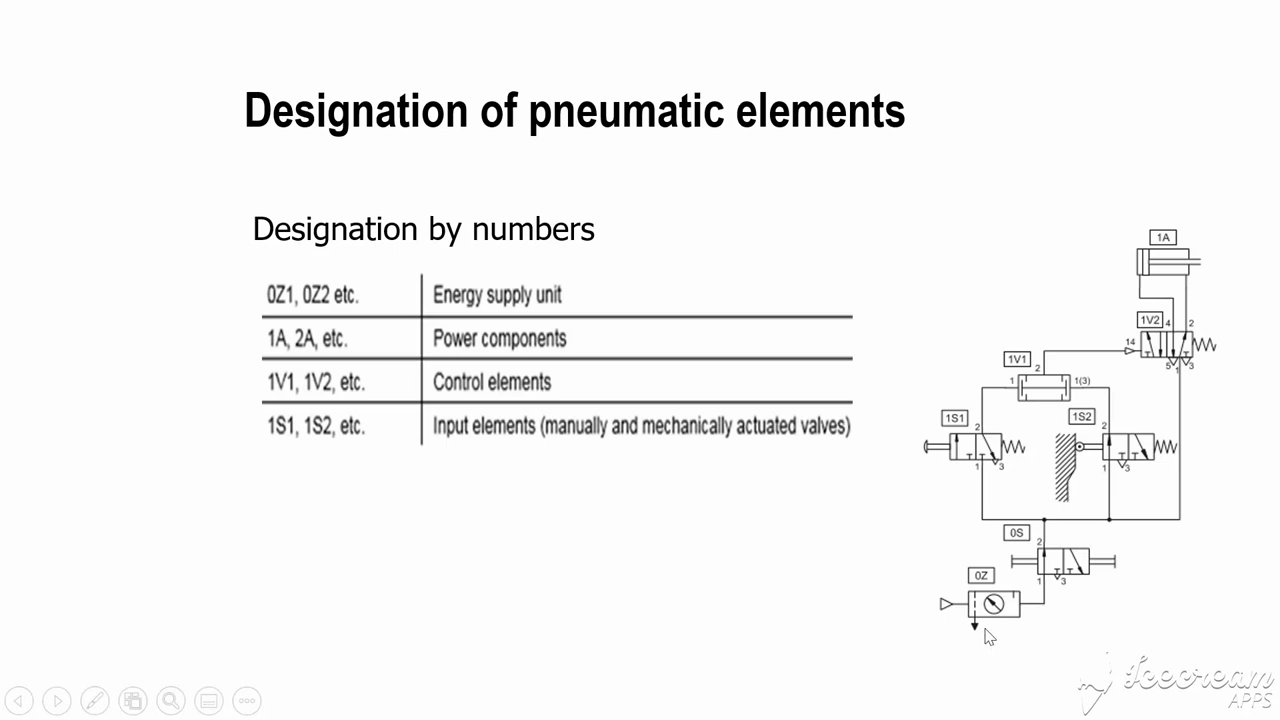 Designation of pneumatic elements
Designation by numbers
0Z1, 0Z2 etc. Energy supply unit
1A, 2A, etc. Power components
1V1, 1V2, etc. Control elements
1S1, 1S2, etc. Input elements (manually and mechanically actuated valves)
1A
1V2 4 2
14
5 1 3
1V1 2
1 1(3)
1S1 2
1 3
1S2 2
1 3
0S 2
1 3
0Z
Icecream
APPS